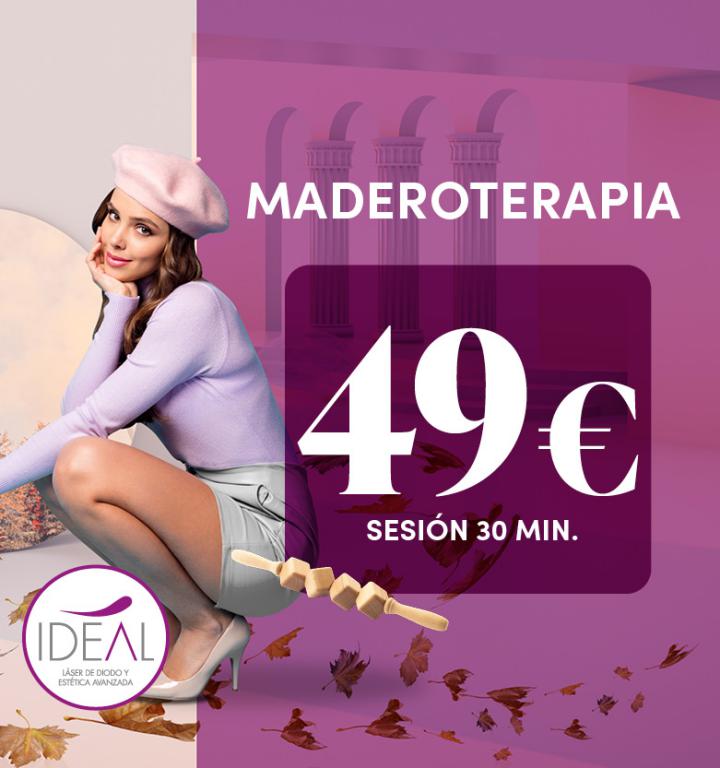 MADEROTERAPIA
49€
SESIÓN 30 MIN.
IDEAL
LÁSER DE DIODO Y
ESTÉTICA AVANZADA